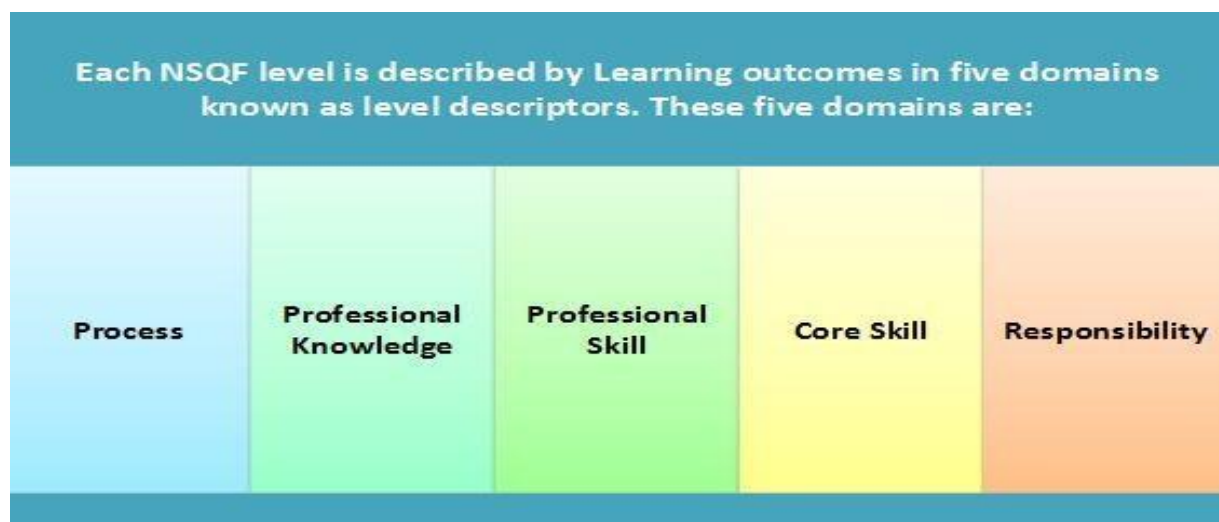 Each NSQF level is described by Learning outcomes in five domains
known as level descriptors. These five domains are:
Process
Professional
Knowledge
Professional
Skill
Core Skill
Responsibility